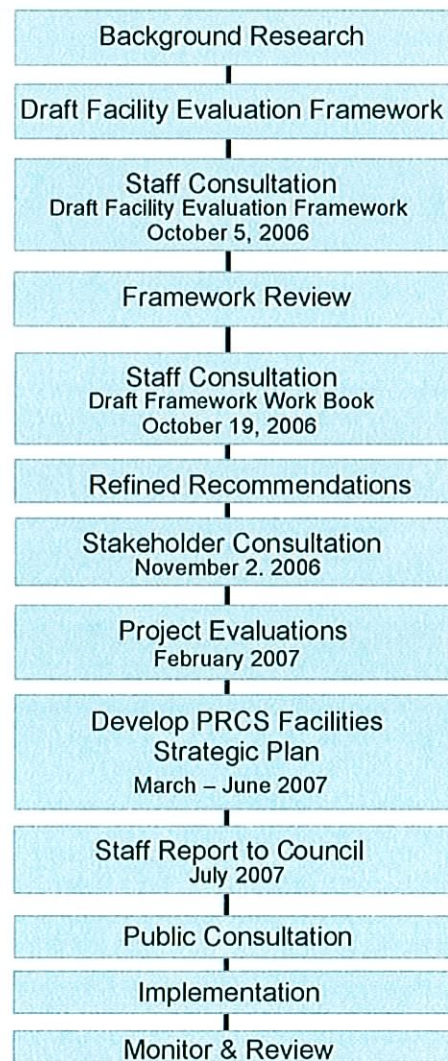 Background Research
Draft Facility Evaluation Framework
Staff Consultation
Draft Facility Evaluation Framework
October 5, 2006
Framework Review
Staff Consultation
Draft Framework Work Book
October 19, 2006
Refined Recommendations
Stakeholder Consultation
November 2. 2006
Project Evaluations
February 2007
Develop PRCS Facilities
Strategic Plan
March – June 2007
Staff Report to Council
July 2007
Public Consultation
Implementation
Monitor & Review